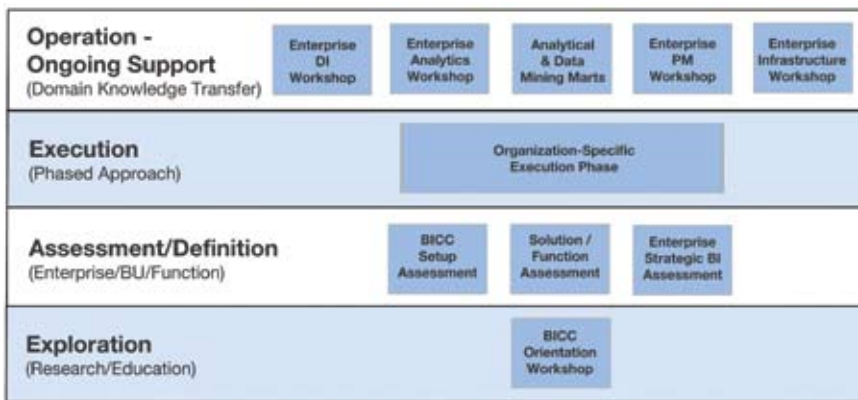 Operation -
Ongoing Support
(Domain Knowledge Transfer)
Enterprise
DI
Workshop
Enterprise
Analytics
Workshop
Analytical
& Data
Mining Marts
Enterprise
PM
Workshop
Enterprise
Infrastructure
Workshop
Execution
(Phased Approach)
Organization-Specific
Execution Phase
Assessment/Definition
(Enterprise/BU/Function)
BICC
Setup
Assessment
Solution /
Function
Assessment
Enterprise
Strategic BI
Assessment
Exploration
(Research/Education)
BICC
Orientation
Workshop